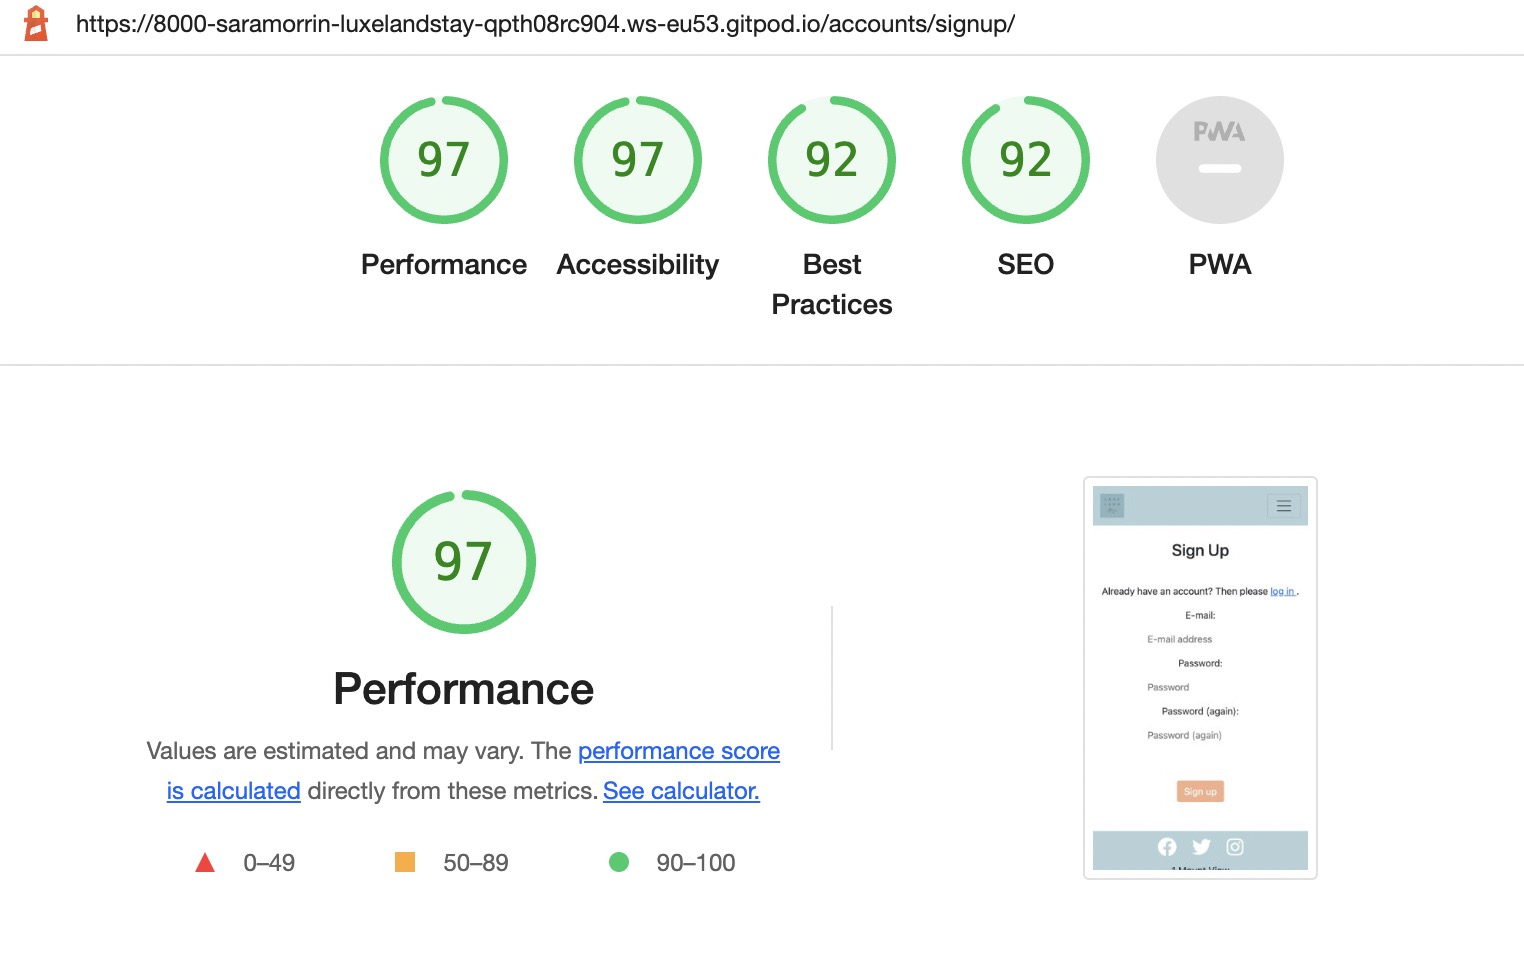 https://8000-saramorrin-luxelandstay-qpth08rc904.ws-eu53.gitpod.io/accounts/signup/
97
97
92
92
PWA
Performance
Accessibility
Best
Practices
SEO
PWA
97
Performance
Values are estimated and may vary. The performance score
is calculated directly from these metrics. See calculator.
0–49
50–89
90–100
Sign Up
Already have an account? Then please log in .
E-mail:
E-mail address
Password:
Password
Password (again):
Password (again)
Sign up
1 Mount View